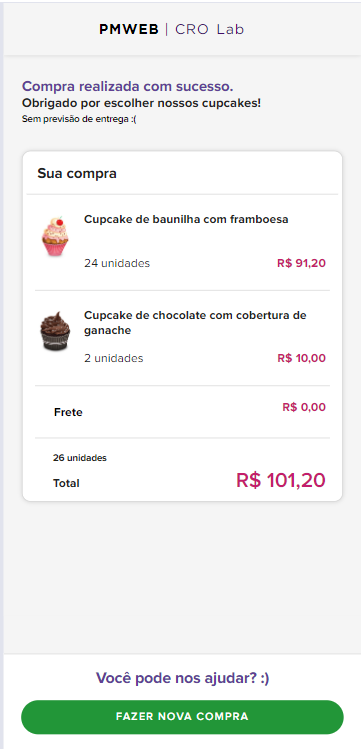 PMWEB | CRO Lab
Compra realizada com sucesso.
Obrigado por escolher nossos cupcakes!
Sem previsão de entrega :(
Sua compra
Cupcake de baunilha com framboesa
24 unidades R$ 91,20
Cupcake de chocolate com cobertura de
ganache
2 unidades R$ 10,00
Frete R$ 0,00
26 unidades
Total R$ 101,20
Você pode nos ajudar? :)
FAZER NOVA COMPRA